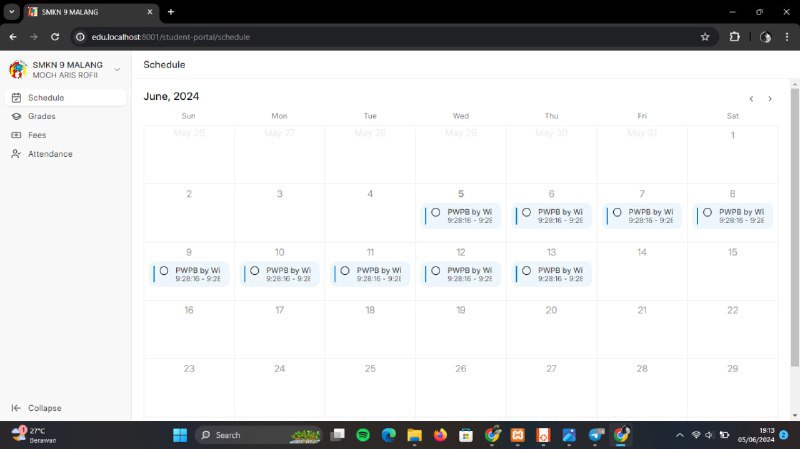 SMKN 9 MALANG
edu.localhost:8001/student-portal/schedule
SMKN 9 MALANG
MOCH ARIS ROFII
Schedule
Grades
Fees
Attendance
Collapse
Schedule
June, 2024
Sun Mon Tue Wed Thu Fri Sat
May 26 May 27 May 28 May 29 May 30 May 31 1
2 3 4 5 6 7 8
PWPB by Wi PWPB by Wi PWPB by Wi PWPB by Wi
9:28:16 - 9:28 9:28:16 - 9:28 9:28:16 - 9:28 9:28:16 - 9:28
9 10 11 12 13 14 15
PWPB by Wi PWPB by Wi PWPB by Wi PWPB by Wi PWPB by Wi
9:28:16 - 9:28 9:28:16 - 9:28 9:28:16 - 9:28 9:28:16 - 9:28 9:28:16 - 9:28
16 17 18 19 20 21 22
23 24 25 26 27 28 29
27°C
Berawan
Search
19:13
05/06/2024